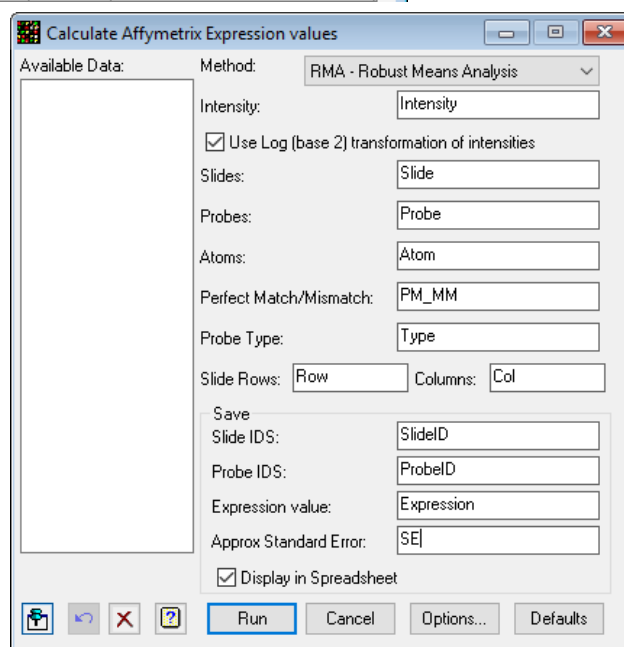 Calculate Affymetrix Expression values
Available Data:
Method: RMA - Robust Means Analysis
Intensity: Intensity
Use Log (base 2) transformation of intensities
Slides: Slide
Probes: Probe
Atoms: Atom
Perfect Match/Mismatch: PM_MM
Probe Type: Type
Slide Rows: Row Columns: Col
Save
Slide IDS: SlideID
Probe IDS: ProbeID
Expression value: Expression
Approx Standard Error: SE
Display in Spreadsheet
Run Cancel Options... Defaults